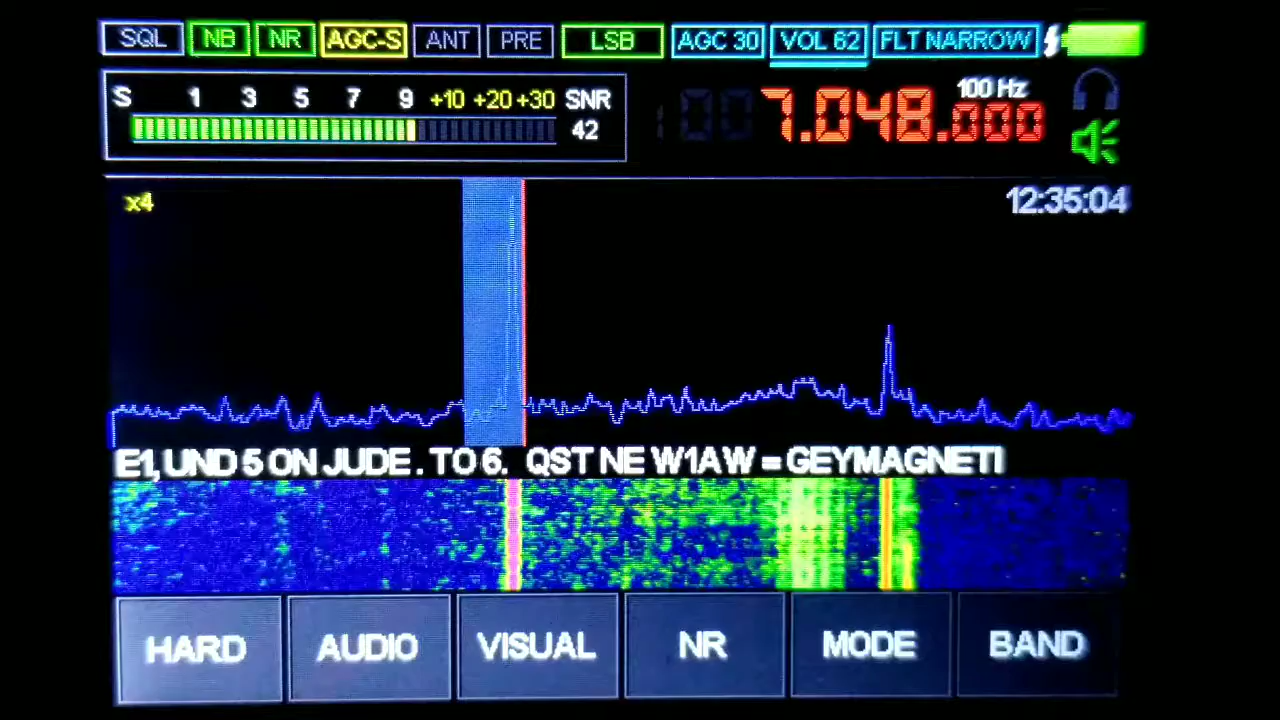 SQL NB NR AGC-S ANT PRE LSB AGC 30 VOL 62 FLT NARROW
S 1 3 5 7 9 +10 +20 +30 SNR
42
100 Hz
7.048.000
x4
12:35:04
E1, UND 5 ON JUDE . TO 6. QST NE W1AW = GEYMAGNETI
HARD AUDIO VISUAL NR MODE BAND